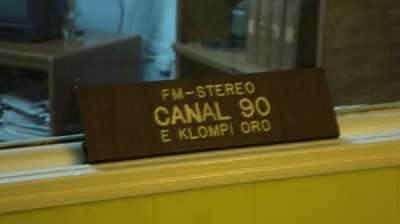 FM-STEREO
CANAL 90
E KLOMPI ORO